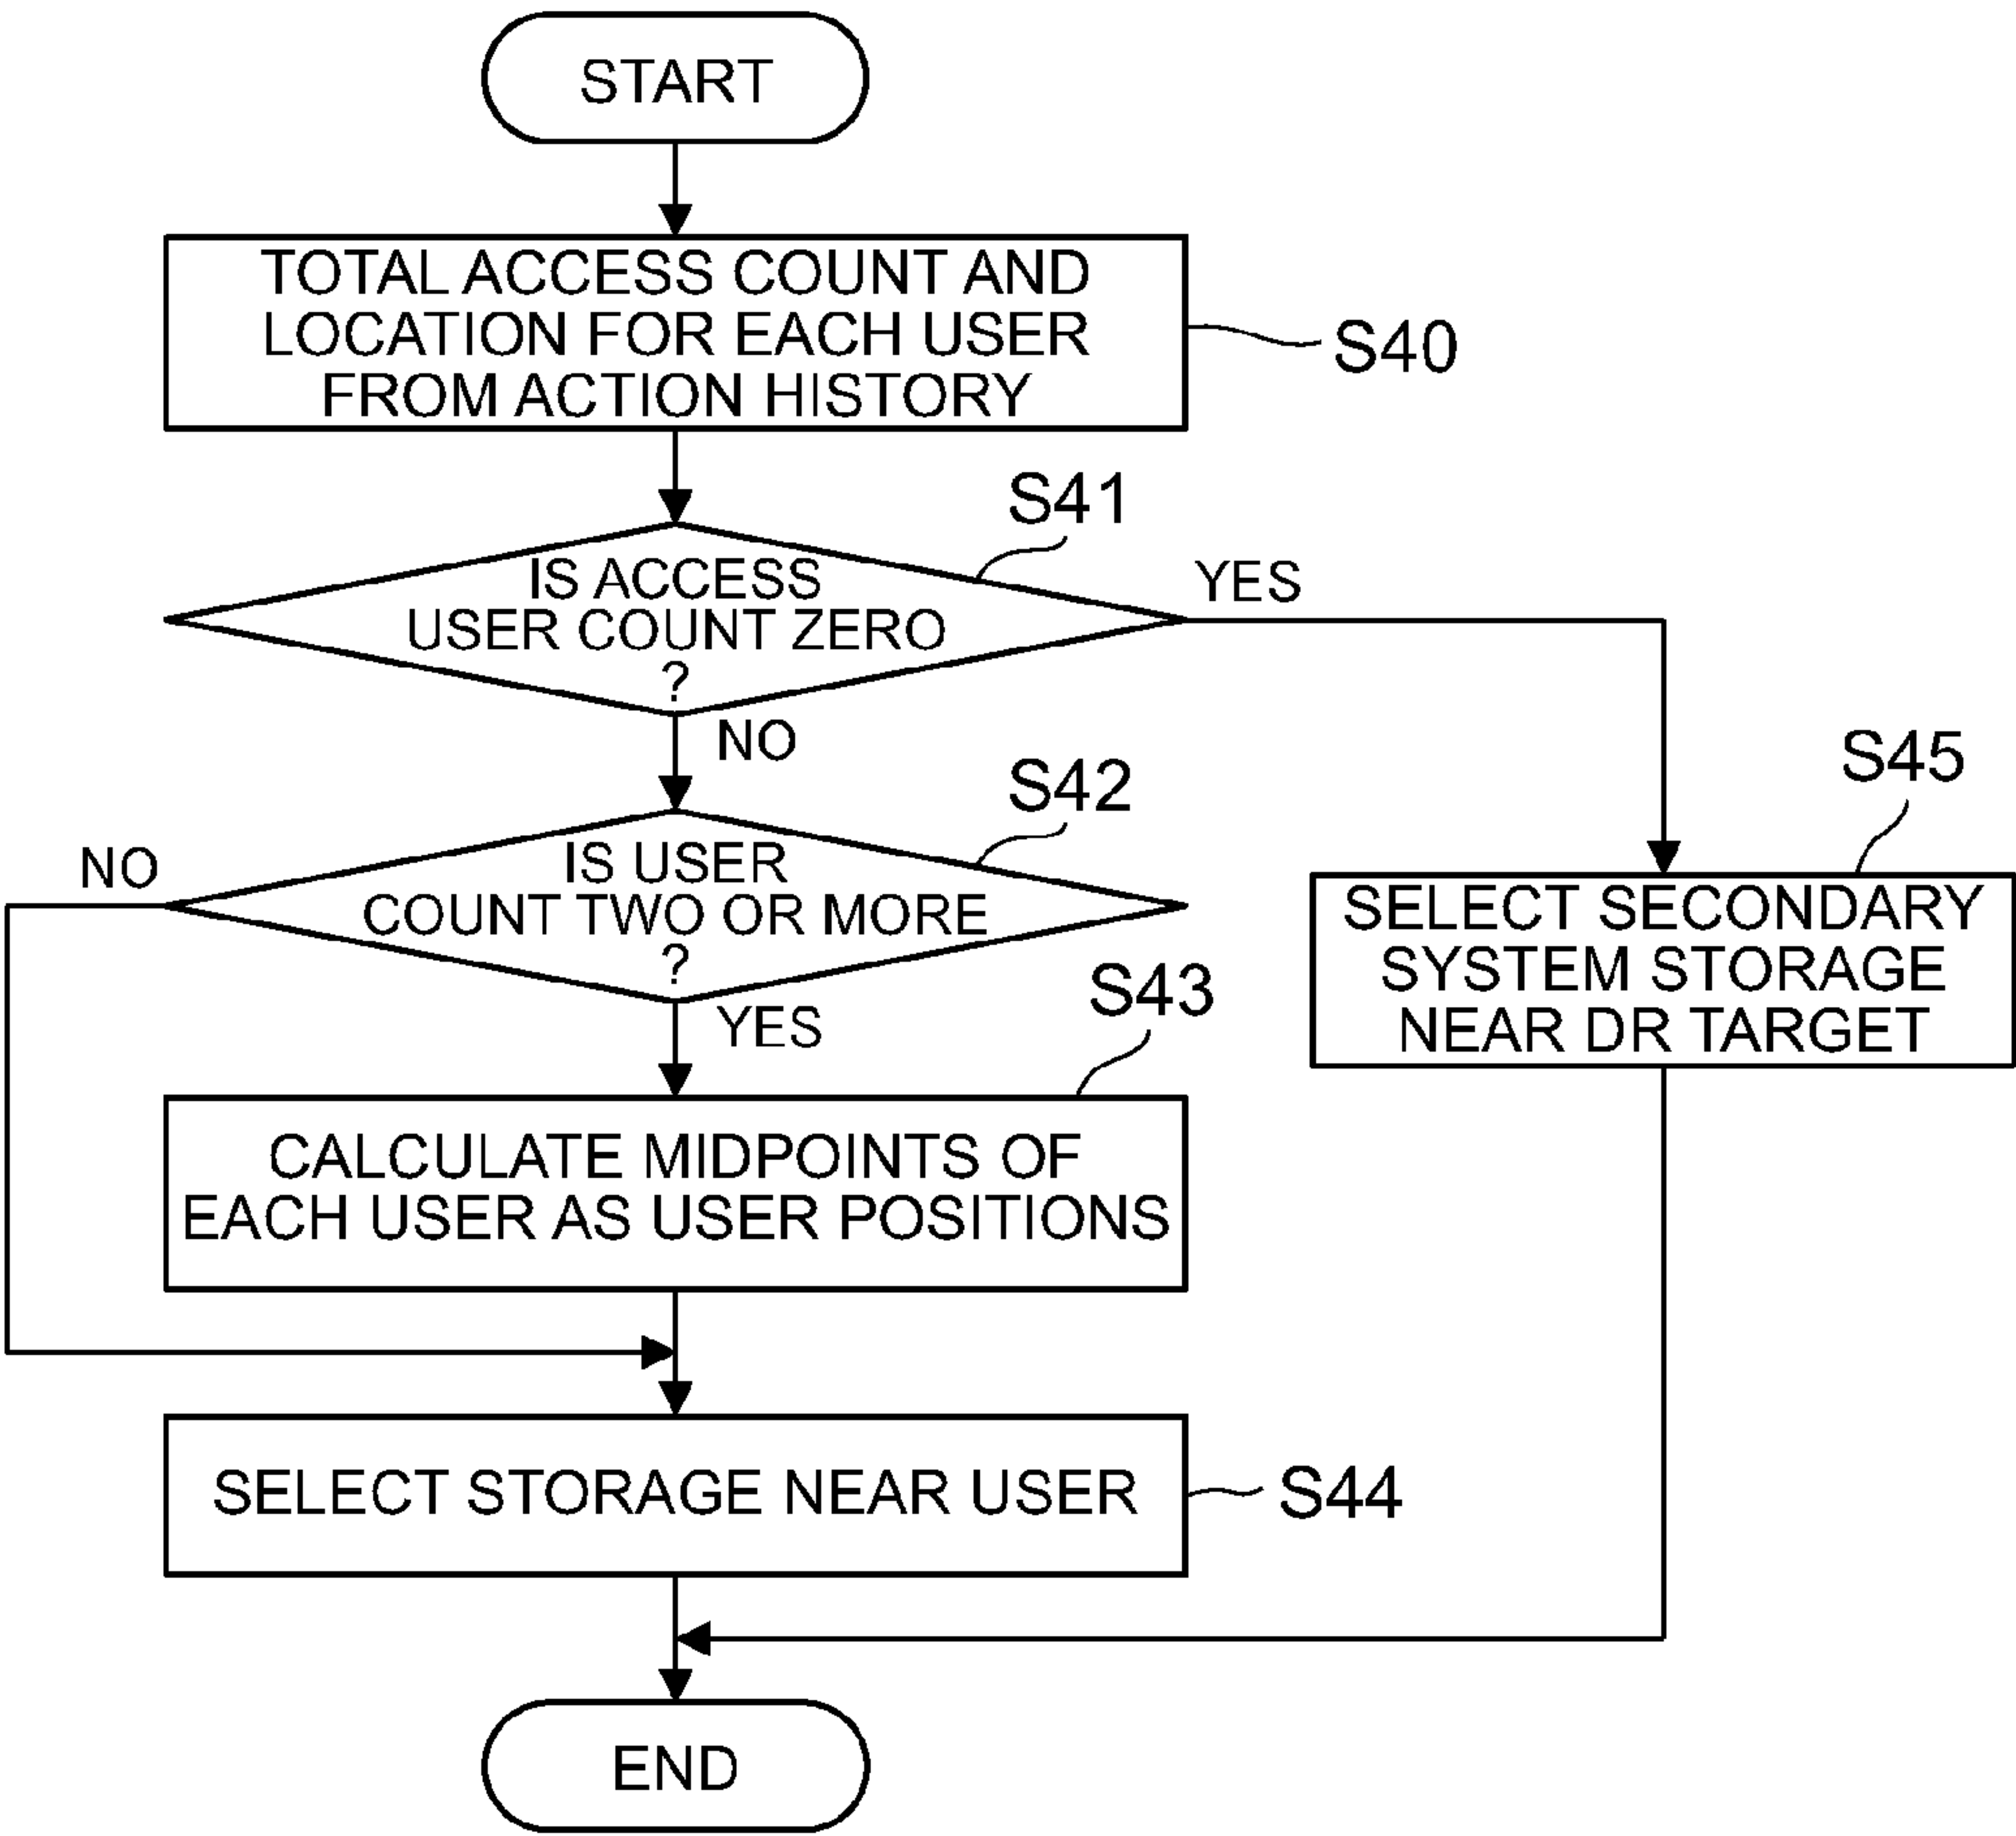 START
TOTAL ACCESS COUNT AND
LOCATION FOR EACH USER
FROM ACTION HISTORY
S40
S41
IS ACCESS
USER COUNT ZERO
?
YES
NO
S42
S45
IS USER
COUNT TWO OR MORE
?
NO
YES
SELECT SECONDARY
SYSTEM STORAGE
NEAR DR TARGET
S43
CALCULATE MIDPOINTS OF
EACH USER AS USER POSITIONS
SELECT STORAGE NEAR USER
S44
END